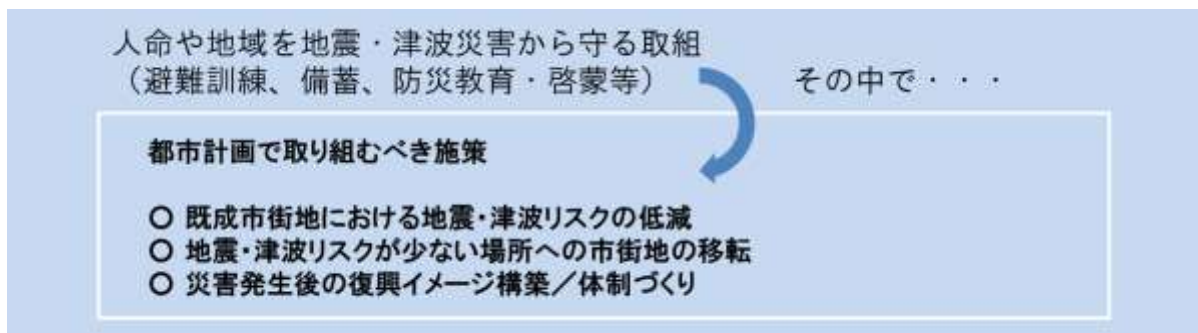 人命や地域を地震・津波災害から守る取組
（避難訓練、備蓄、防災教育・啓蒙等）
その中で・・・
都市計画で取り組むべき施策
○ 既成市街地における地震・津波リスクの低減
○ 地震・津波リスクが少ない場所への市街地の移転
○ 災害発生後の復興イメージ構築／体制づくり